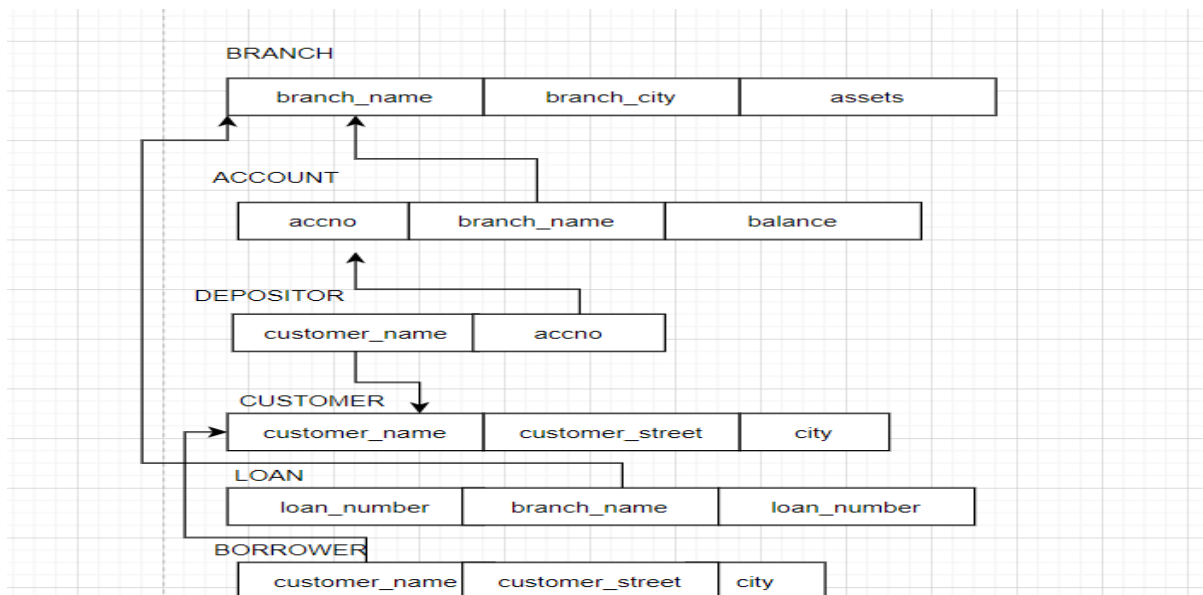 BRANCH
branch_name branch_city assets
ACCOUNT
accno branch_name balance
DEPOSITOR
customer_name accno
CUSTOMER
customer_name customer_street city
LOAN
loan_number branch_name loan_number
BORROWER
customer_name customer_street city